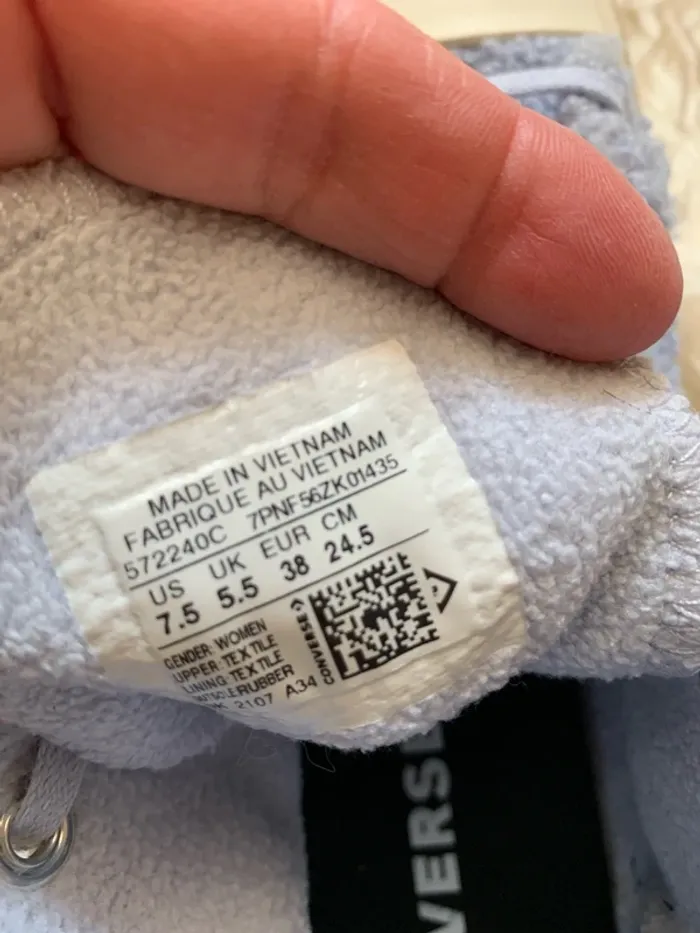 MADE IN VIETNAM
FABRIQUE AU VIETNAM
572240C 7PNF56ZK01435
US UK EUR CM
7.5 5.5 38 24.5
GENDER: WOMEN
UPPER: TEXTILE
LINING: TEXTILE
RUBBER
2107 A34
CONVERSE
VERSE